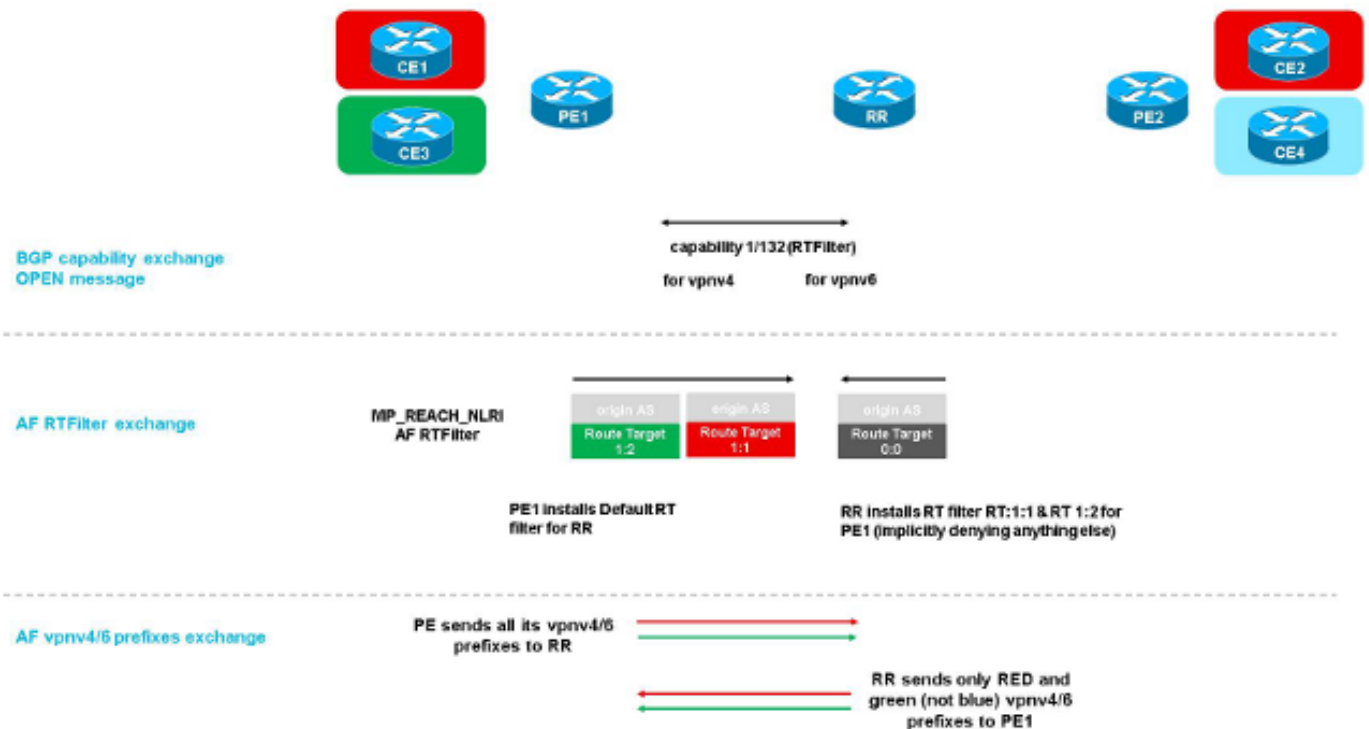 CE1
CE2
PE1
RR
PE2
CE3
CE4
BGP capability exchange
OPEN message
capability 1/132(RTFilter)
for vpnv4
for vpnv6
AF RTFilter exchange
MP_REACH_NLRI
AF RTFilter
origin AS
Route Target
1:2
origin AS
Route Target
1:1
origin AS
Route Target
0:0
PE1 installs Default RT
filter for RR
RR installs RT filter RT:1:1 & RT 1:2 for
PE1 (implicitly denying anything else)
AF vpnv4/6 prefixes exchange
PE sends all its vpnv4/6
prefixes to RR
RR sends only RED and
green (not blue) vpnv4/6
prefixes to PE1